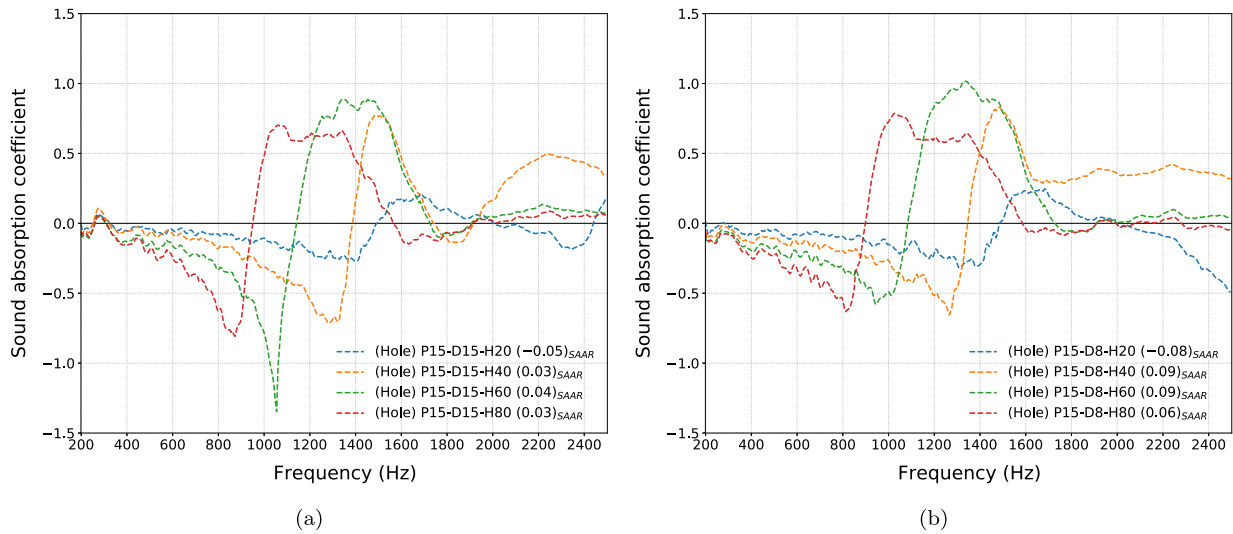 1.5
1.0
0.5
0.0
−0.5
−1.0
−1.5
Sound absorption coefficient
200 400 600 800 1000 1200 1400 1600 1800 2000 2200 2400
Frequency (Hz)
(Hole) P15-D15-H20 (−0.05)SAAR
(Hole) P15-D15-H40 (0.03)SAAR
(Hole) P15-D15-H60 (0.04)SAAR
(Hole) P15-D15-H80 (0.03)SAAR
(a)
1.5
1.0
0.5
0.0
−0.5
−1.0
−1.5
Sound absorption coefficient
200 400 600 800 1000 1200 1400 1600 1800 2000 2200 2400
Frequency (Hz)
(Hole) P15-D8-H20 (−0.08)SAAR
(Hole) P15-D8-H40 (0.09)SAAR
(Hole) P15-D8-H60 (0.09)SAAR
(Hole) P15-D8-H80 (0.06)SAAR
(b)